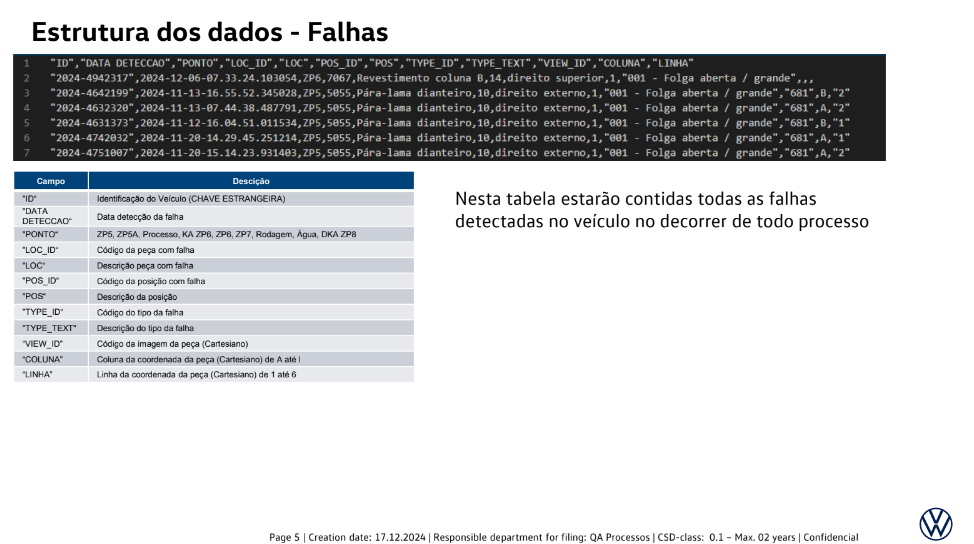 Estrutura dos dados - Falhas
1 "ID","DATA DETECCAO","PONTO","LOC_ID","LOC","POS_ID","POS","TYPE_ID","TYPE_TEXT","VIEW_ID","COLUNA","LINHA"
2 "2024-4942317",2024-12-06-07.33.24.103054,ZP6,7067,Revestimento coluna B,14,direito superior,1,"001 - Folga aberta / grande",,,
3 "2024-4642199",2024-11-13-16.55.52.345028,ZP5,5055,Pára-lama dianteiro,10,direito externo,1,"001 - Folga aberta / grande","681",B,"2"
4 "2024-4632320",2024-11-13-07.44.38.487791,ZP5,5055,Pára-lama dianteiro,10,direito externo,1,"001 - Folga aberta / grande","681",A,"2"
5 "2024-4631373",2024-11-12-16.04.51.011534,ZP5,5055,Pára-lama dianteiro,10,direito externo,1,"001 - Folga aberta / grande","681",B,"1"
6 "2024-4742032",2024-11-20-14.29.45.251214,ZP5,5055,Pára-lama dianteiro,10,direito externo,1,"001 - Folga aberta / grande","681",A,"1"
7 "2024-4751007",2024-11-20-15.14.23.931403,ZP5,5055,Pára-lama dianteiro,10,direito externo,1,"001 - Folga aberta / grande","681",A,"2"
Campo Descição
"ID" Identificação do Veículo (CHAVE ESTRANGEIRA)
"DATA
DETECCAO" Data detecção da falha
"PONTO" ZP5, ZP5A, Processo, KA ZP6, ZP6, ZP7, Rodagem, Água, DKA ZP8
"LOC_ID" Código da peça com falha
"LOC" Descrição peça com falha
"POS_ID" Código da posição com falha
"POS" Descrição da posição
"TYPE_ID" Código do tipo da falha
"TYPE_TEXT" Descrição do tipo da falha
"VIEW_ID" Código da imagem da peça (Cartesiano)
"COLUNA" Coluna da coordenada da peça (Cartesiano) de A até I
"LINHA" Linha da coordenada da peça (Cartesiano) de 1 até 6
Nesta tabela estarão contidas todas as falhas
detectadas no veículo no decorrer de todo processo
Page 5 | Creation date: 17.12.2024 | Responsible department for filing: QA Processos | CSD-class: 0.1 – Max. 02 years | Confidential